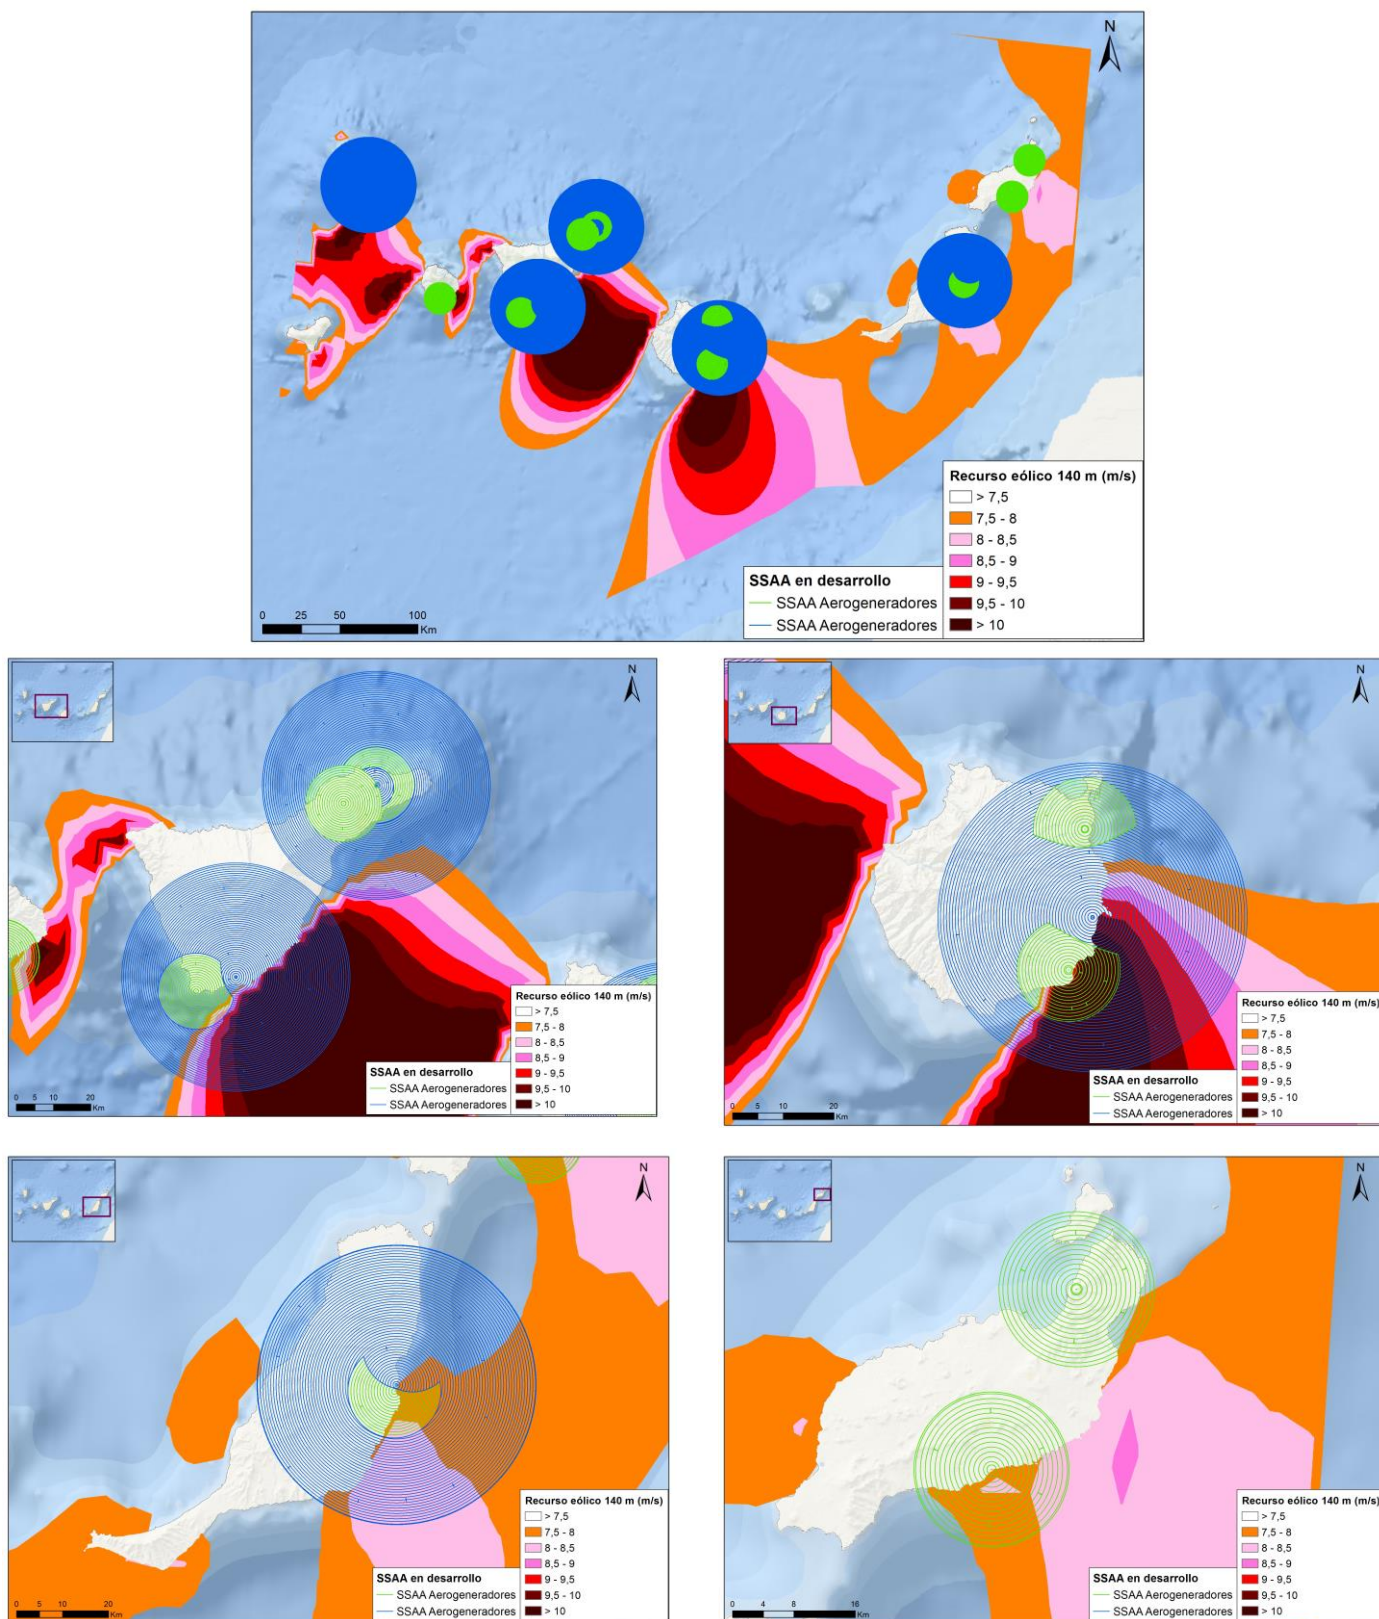 N
Recurso eólico 140 m (m/s)
> 7,5
7,5 - 8
8 - 8,5
8,5 - 9
9 - 9,5
9,5 - 10
> 10
SSAA en desarrollo
SSAA Aerogeneradores
SSAA Aerogeneradores
0 25 50 100
Km
N
Recurso eólico 140 m (m/s)
> 7,5
7,5 - 8
8 - 8,5
8,5 - 9
9 - 9,5
9,5 - 10
> 10
SSAA en desarrollo
SSAA Aerogeneradores
SSAA Aerogeneradores
0 5 10 20
Km
N
Recurso eólico 140 m (m/s)
> 7,5
7,5 - 8
8 - 8,5
8,5 - 9
9 - 9,5
9,5 - 10
> 10
SSAA en desarrollo
SSAA Aerogeneradores
SSAA Aerogeneradores
0 5 10 20
Km
N
Recurso eólico 140 m (m/s)
> 7,5
7,5 - 8
8 - 8,5
8,5 - 9
9 - 9,5
9,5 - 10
> 10
SSAA en desarrollo
SSAA Aerogeneradores
SSAA Aerogeneradores
0 5 10 20
Km
N
Recurso eólico 140 m (m/s)
> 7,5
7,5 - 8
8 - 8,5
8,5 - 9
9 - 9,5
9,5 - 10
> 10
SSAA en desarrollo
SSAA Aerogeneradores
SSAA Aerogeneradores
0 4 8 16
Km